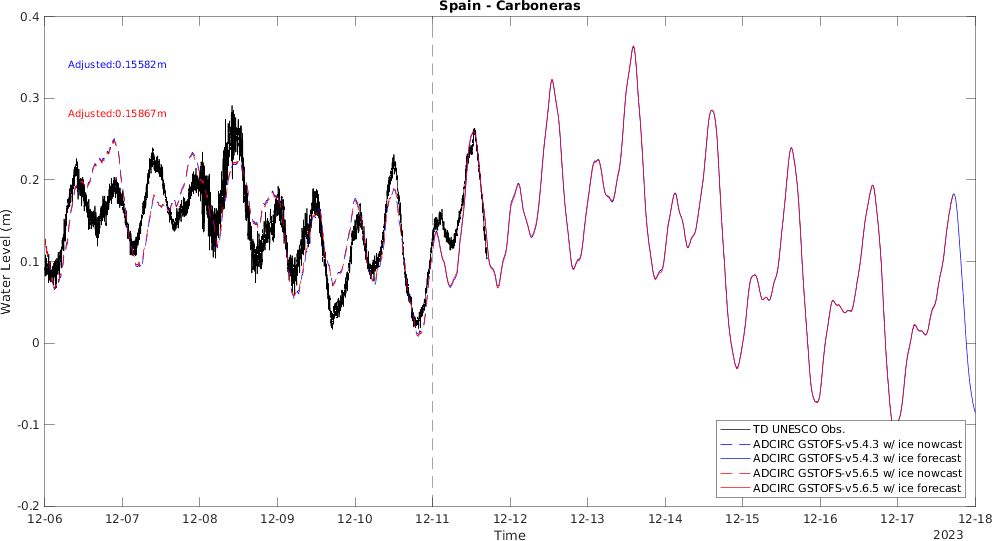 Spain - Carboneras
0.4
0.3
0.2
0.1
0
-0.1
-0.2
Water Level (m)
Adjusted:0.15582m
Adjusted:0.15867m
TD UNESCO Obs.
ADCIRC GSTOFS-v5.4.3 w/ ice nowcast
ADCIRC GSTOFS-v5.4.3 w/ ice forecast
ADCIRC GSTOFS-v5.6.5 w/ ice nowcast
ADCIRC GSTOFS-v5.6.5 w/ ice forecast
12-06 12-07 12-08 12-09 12-10 12-11 12-12 12-13 12-14 12-15 12-16 12-17 12-18
Time
2023